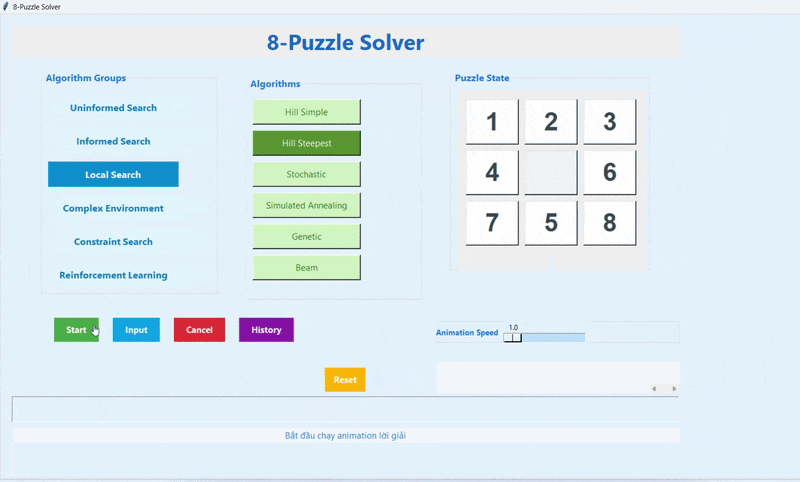 8-Puzzle Solver
8-Puzzle Solver
Algorithm Groups
Uninformed Search
Informed Search
Local Search
Complex Environment
Constraint Search
Reinforcement Learning
Algorithms
Hill Simple
Hill Steepest
Stochastic
Simulated Annealing
Genetic
Beam
Puzzle State
1 2 3
4 6
7 5 8
Start Input Cancel History
Animation Speed 1.0
Reset
Bắt đầu chạy animation lời giải